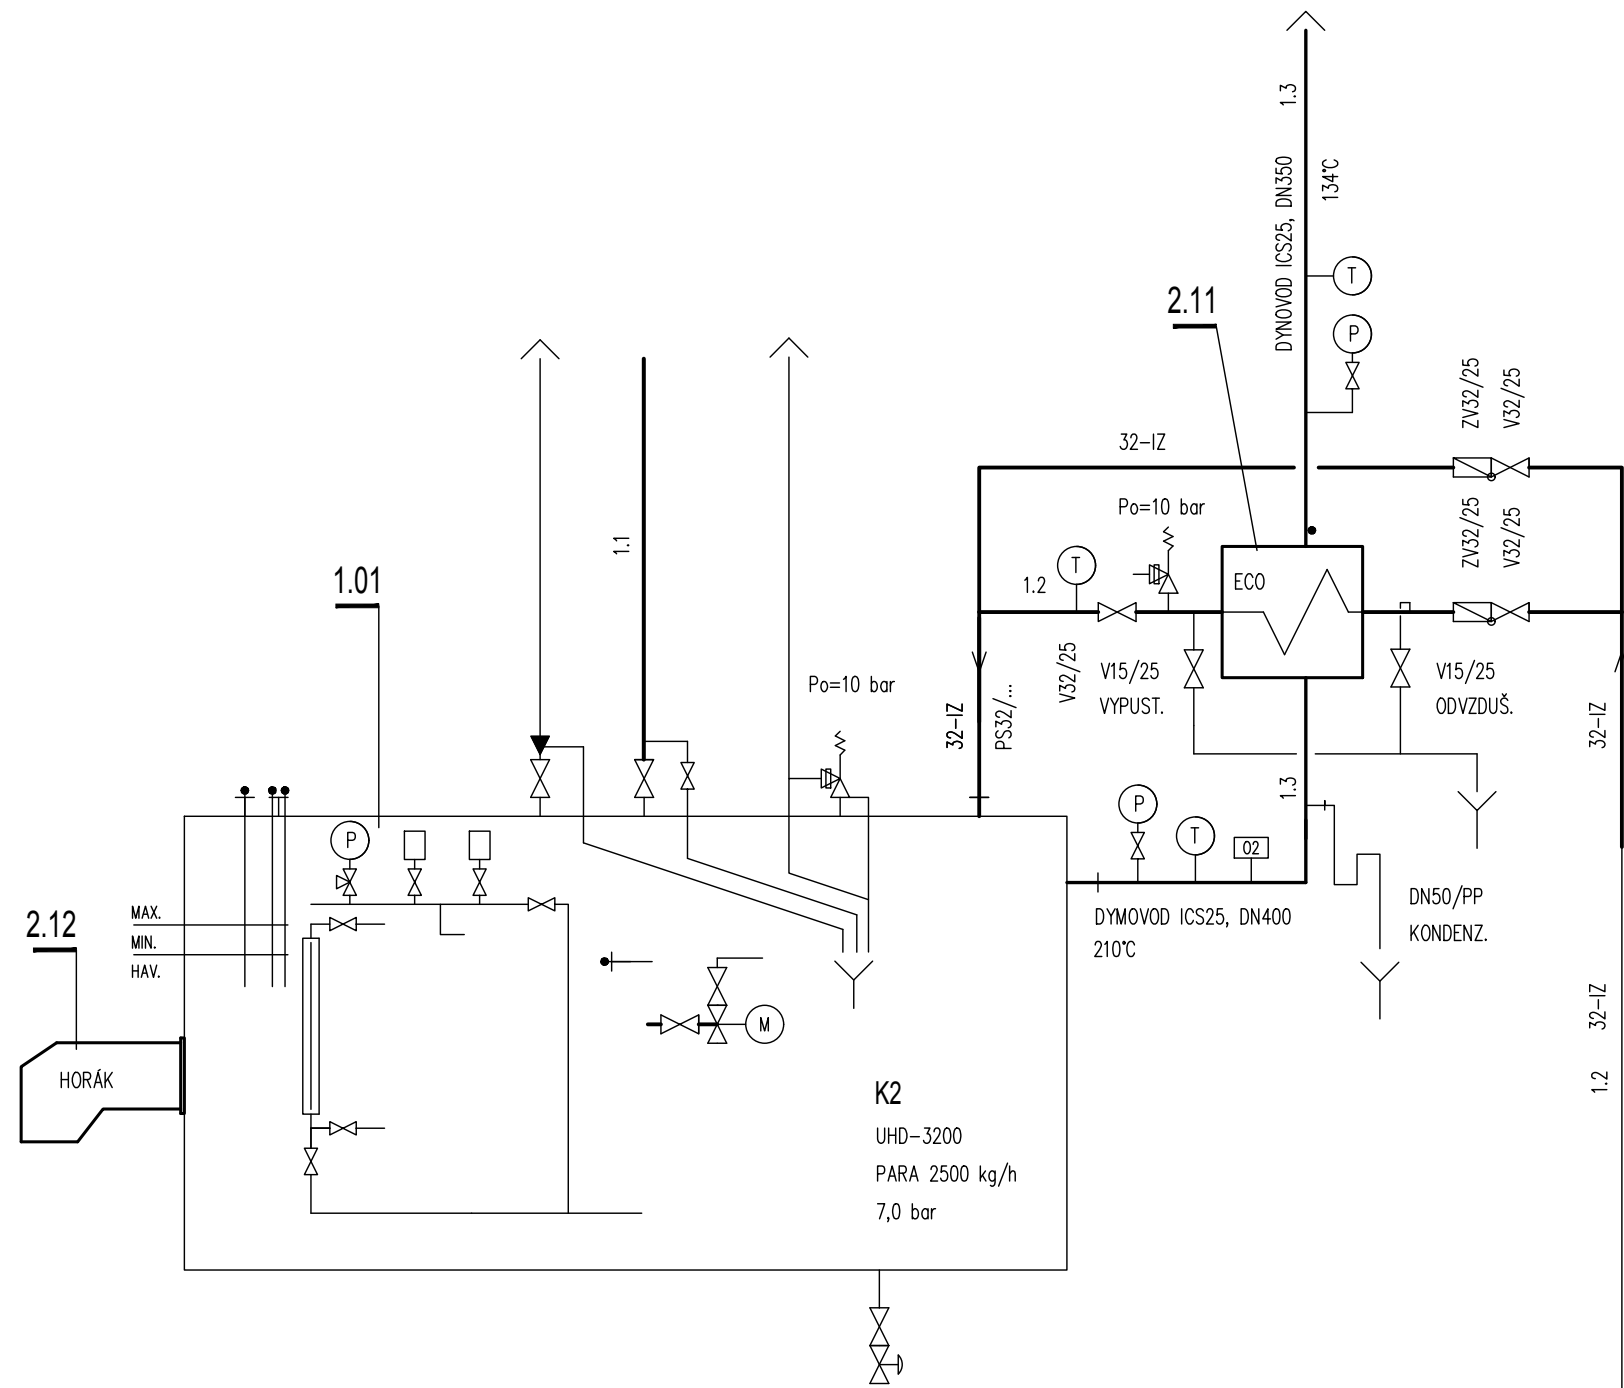 1.3
DYNOVOD ICS25, DN350
134°C
T
2.11
P
ZV32/25
V32/25
32-IZ
Po=10 bar
ZV32/25
V32/25
1.1
T
1.2
ECO
1.01
Po=10 bar
V32/25
V15/25
VYPUST.
V15/25
ODVZDUŠ.
32-IZ
PS32/...
32-IZ
1.3
P
P
T
O2
DYMOVOD ICS25, DN400
210°C
DN50/PP
KONDENZ.
2.12
MAX.
MIN.
HAV.
M
32-IZ
1.2
HORÁK
K2
UHD-3200
PARA 2500 kg/h
7,0 bar